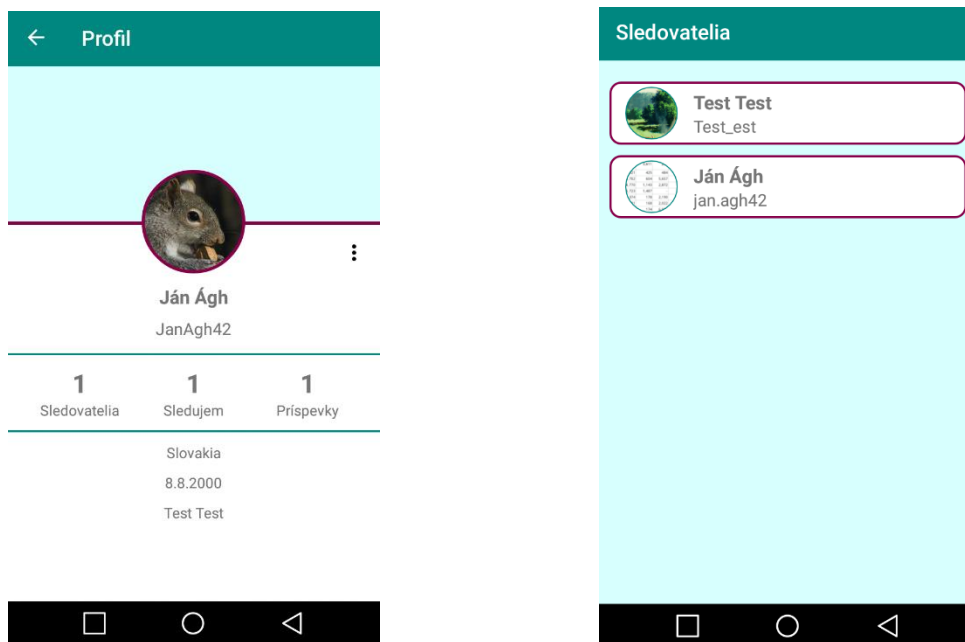 Profil
Ján Ágh
JanAgh42
1 1 1
Sledovatelia Sledujem Príspevky
Slovakia
8.8.2000
Test Test
Sledovatelia
Test Test
Test_est
Ján Ágh
jan.agh42